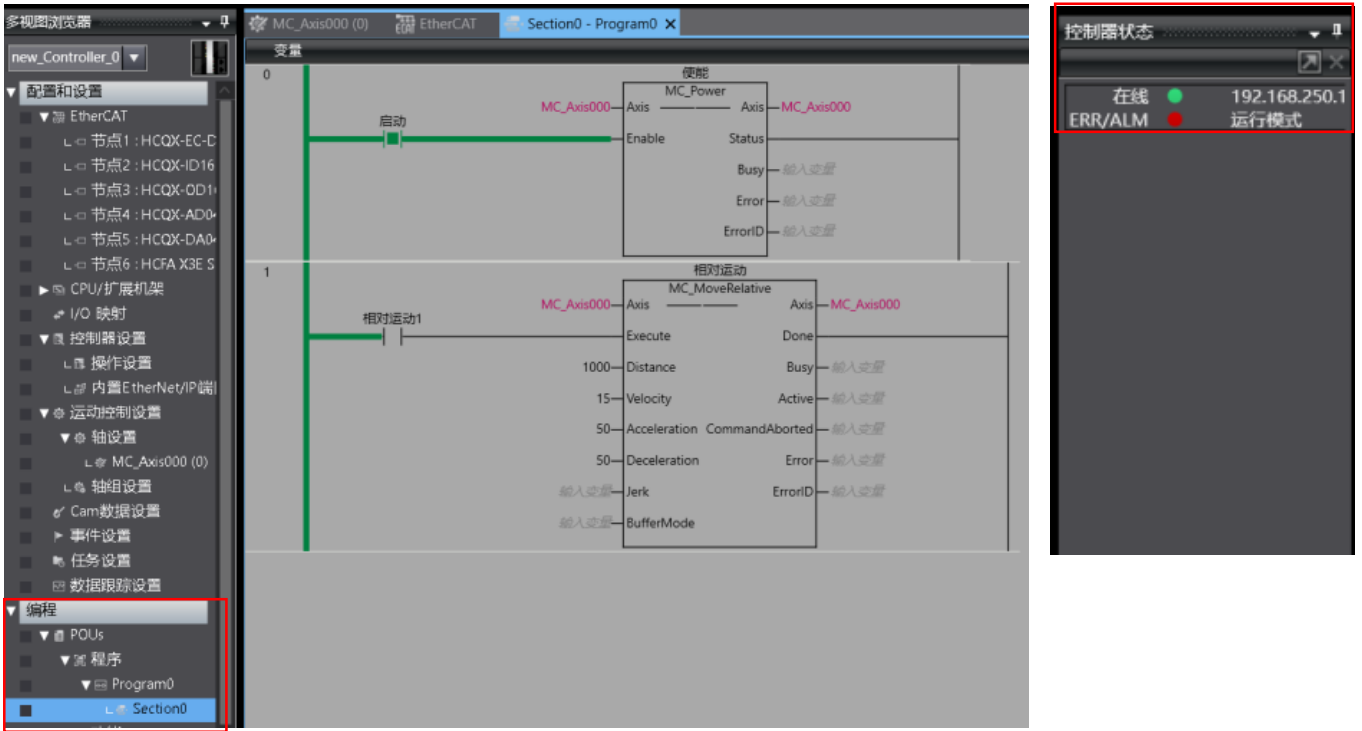 多视图浏览器
new_Controller_0
配置和设置
EtherCAT
节点1 : HCQX-EC-D
节点2 : HCQX-ID16
节点3 : HCQX-OD1
节点4 : HCQX-AD0
节点5 : HCQX-DA0
节点6 : HCFA X3E S
CPU/扩展机架
I/O 映射
控制器设置
操作设置
内置EtherNet/IP端
运动控制设置
轴设置
MC_Axis000 (0)
轴组设置
Cam数据设置
事件设置
任务设置
数据跟踪设置
编程
POUs
程序
Program0
Section0
MC_Axis000 (0) EtherCAT Section0 - Program0
变量
0
使能
MC_Power
MC_Axis000 Axis Axis MC_Axis000
启动
Enable Status
Busy 输入变量
Error 输入变量
ErrorID 输入变量
1
相对运动
MC_MoveRelative
MC_Axis000 Axis Axis MC_Axis000
相对运动1
Execute Done
1000 Distance Busy 输入变量
15 Velocity Active 输入变量
50 Acceleration CommandAborted 输入变量
50 Deceleration Error 输入变量
输入变量 Jerk ErrorID 输入变量
输入变量 BufferMode
控制器状态
在线 192.168.250.1
ERR/ALM 运行模式